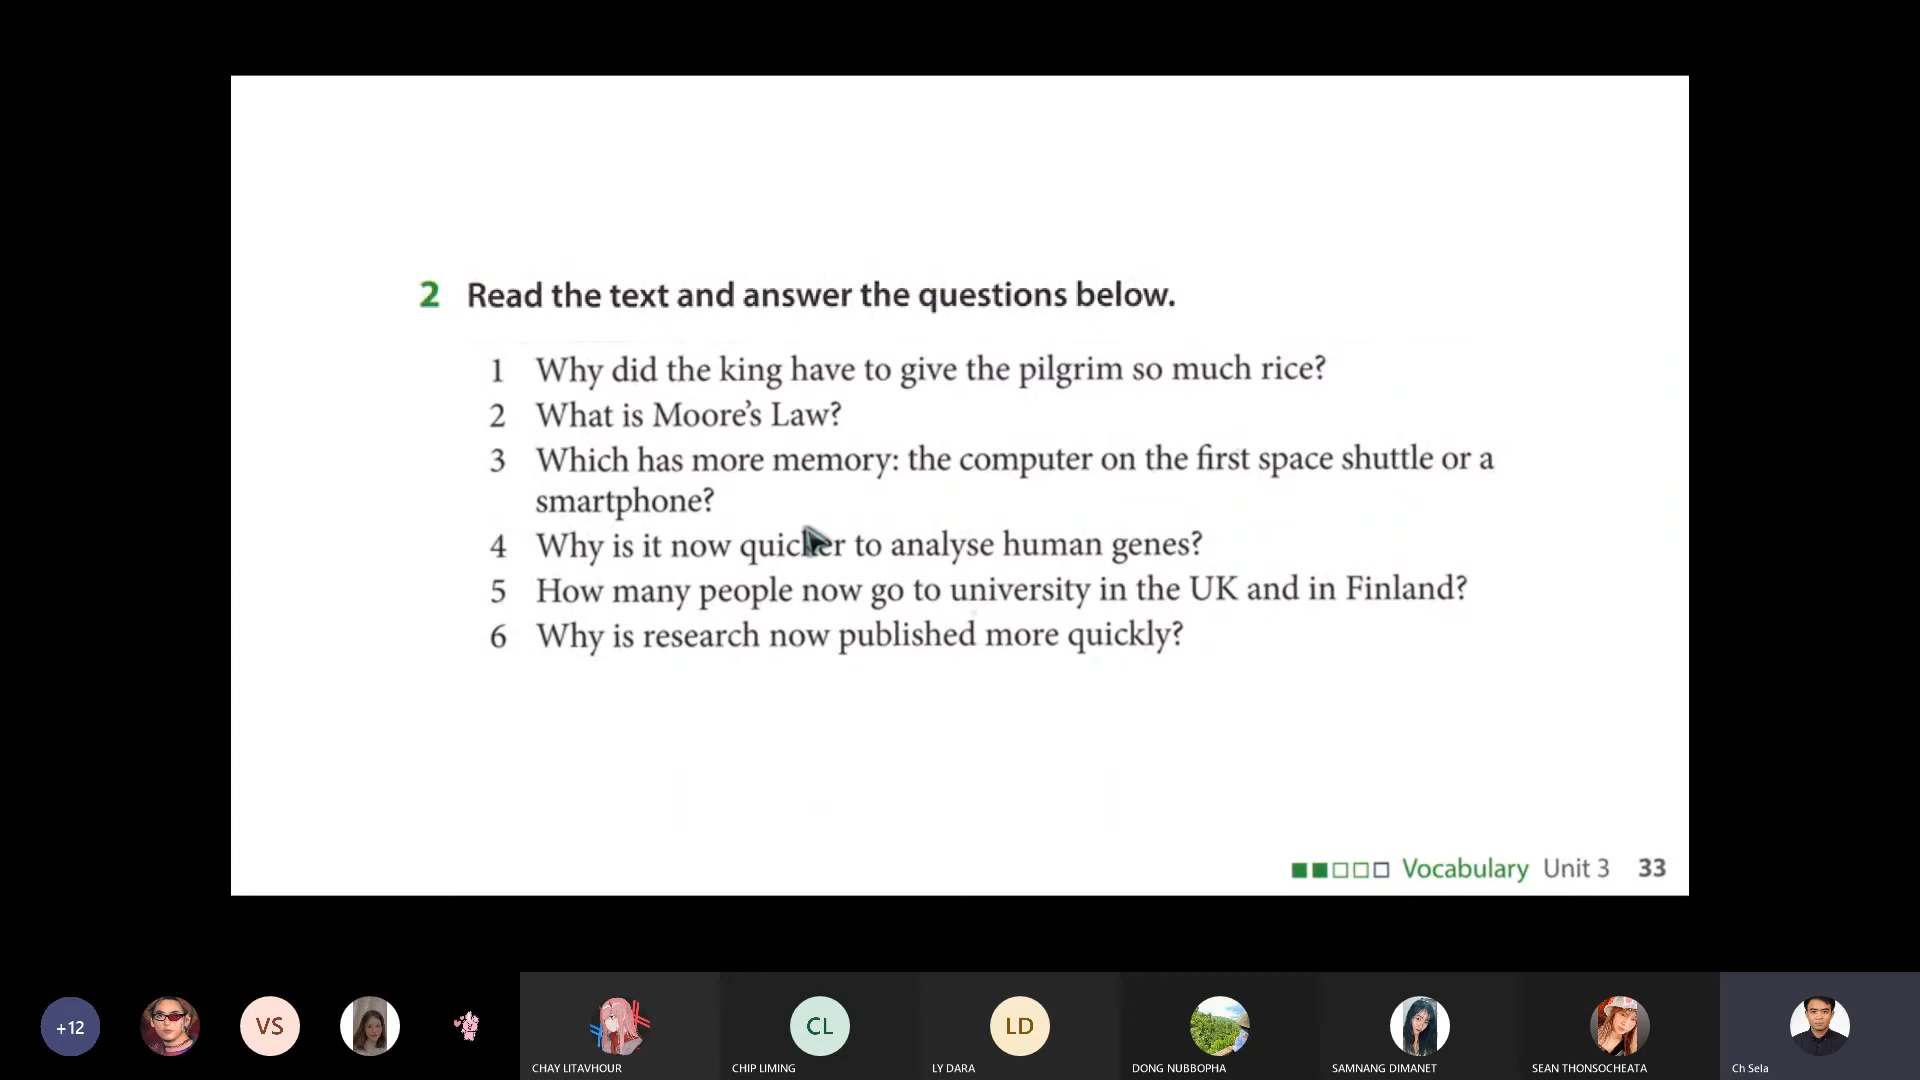 2 Read the text and answer the questions below.
1 Why did the king have to give the pilgrim so much rice?
2 What is Moore's Law?
3 Which has more memory: the computer on the first space shuttle or a
smartphone?
4 Why is it now quicker to analyse human genes?
5 How many people now go to university in the UK and in Finland?
6 Why is research now published more quickly?
Vocabulary Unit 3 33
+12 VS CL LD
CHAY LITAVHOUR CHIP LIMING LY DARA DONG NUBBOPHA SAMNANG DIMANET SEAN THONSOCHEATA Ch Sela